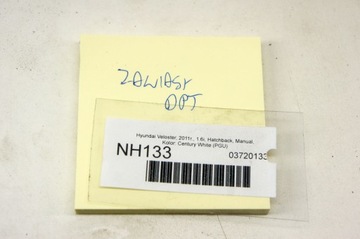 ZAWIASY
OPT
Hyundai Veloster, 2011r., 1.6i, Hatchback, Manual,
Kolor: Century White (PGU)
NH133
03720133